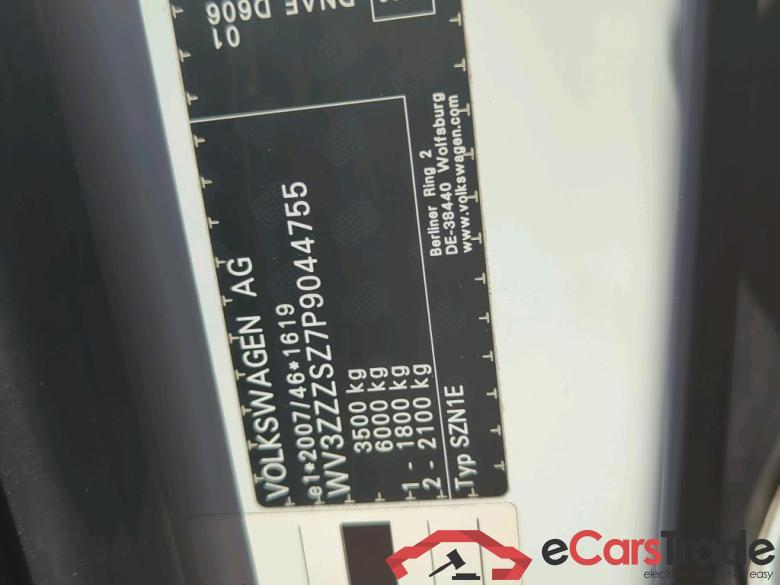 VOLKSWAGEN AG
e1*2007/46*1619
WV3ZZZSZ7P9044755
3500 kg
6000 kg
1 - 1800 kg
2 - 2100 kg
Typ SZN1E
Berliner Ring 2
DE-38440 Wolfsburg
www.volkswagen.com
01
D606
eCarsTrade
easy